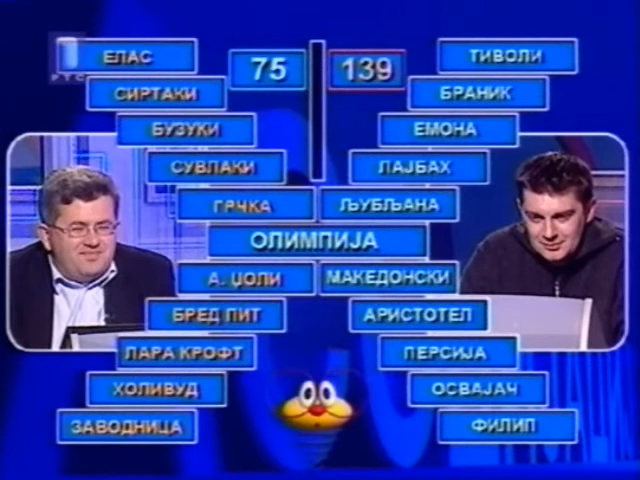 1
РТС
ЕЛАС
75
139
ТИВОЛИ
СИРТАКИ
БРАНИК
БУЗУКИ
ЕМОНА
СУВЛАКИ
ЛАЈБАХ
ГРЧКА
ЉУБЉАНА
ОЛИМПИЈА
А. ЏОЛИ
МАКЕДОНСКИ
БРЕД ПИТ
АРИСТОТЕЛ
ЛАРА КРОФТ
ПЕРСИЈА
ХОЛИВУД
ОСВАЈАЧ
ЗАВОДНИЦА
ФИЛИП